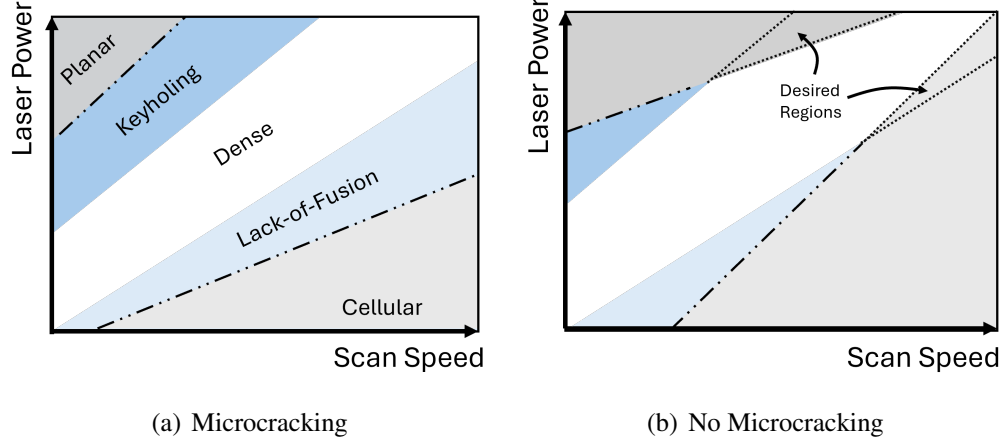 Laser Power
Planar
Keyholing
Dense
Lack-of-Fusion
Cellular
Scan Speed
(a) Microcracking
Laser Power
Desired
Regions
Scan Speed
(b) No Microcracking